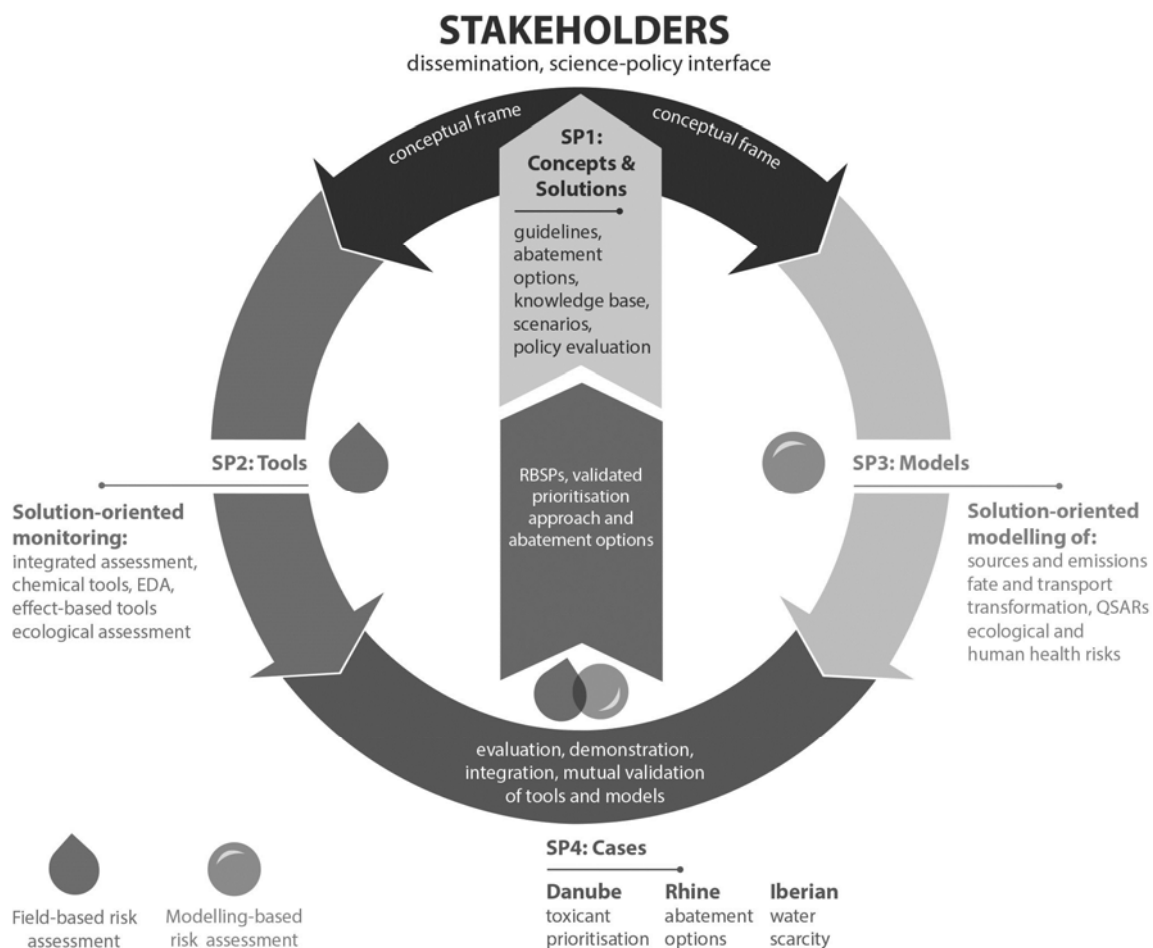 STAKEHOLDERS
dissemination, science-policy interface
conceptual frame
conceptual frame
SP1:
Concepts &
Solutions
guidelines,
abatement
options,
knowledge base,
scenarios,
policy evaluation
SP2: Tools
Solution-oriented
monitoring:
integrated assessment,
chemical tools, EDA,
effect-based tools
ecological assessment
RBSPs, validated
prioritisation
approach and
abatement options
SP3: Models
Solution-oriented
modelling of:
sources and emissions
fate and transport
transformation, QSARs
ecological and
human health risks
evaluation, demonstration,
integration, mutual validation
of tools and models
SP4: Cases
Danube
toxicant
prioritisation
Rhine
abatement
options
Iberian
water
scarcity
Field-based risk
assessment
Modelling-based
risk assessment